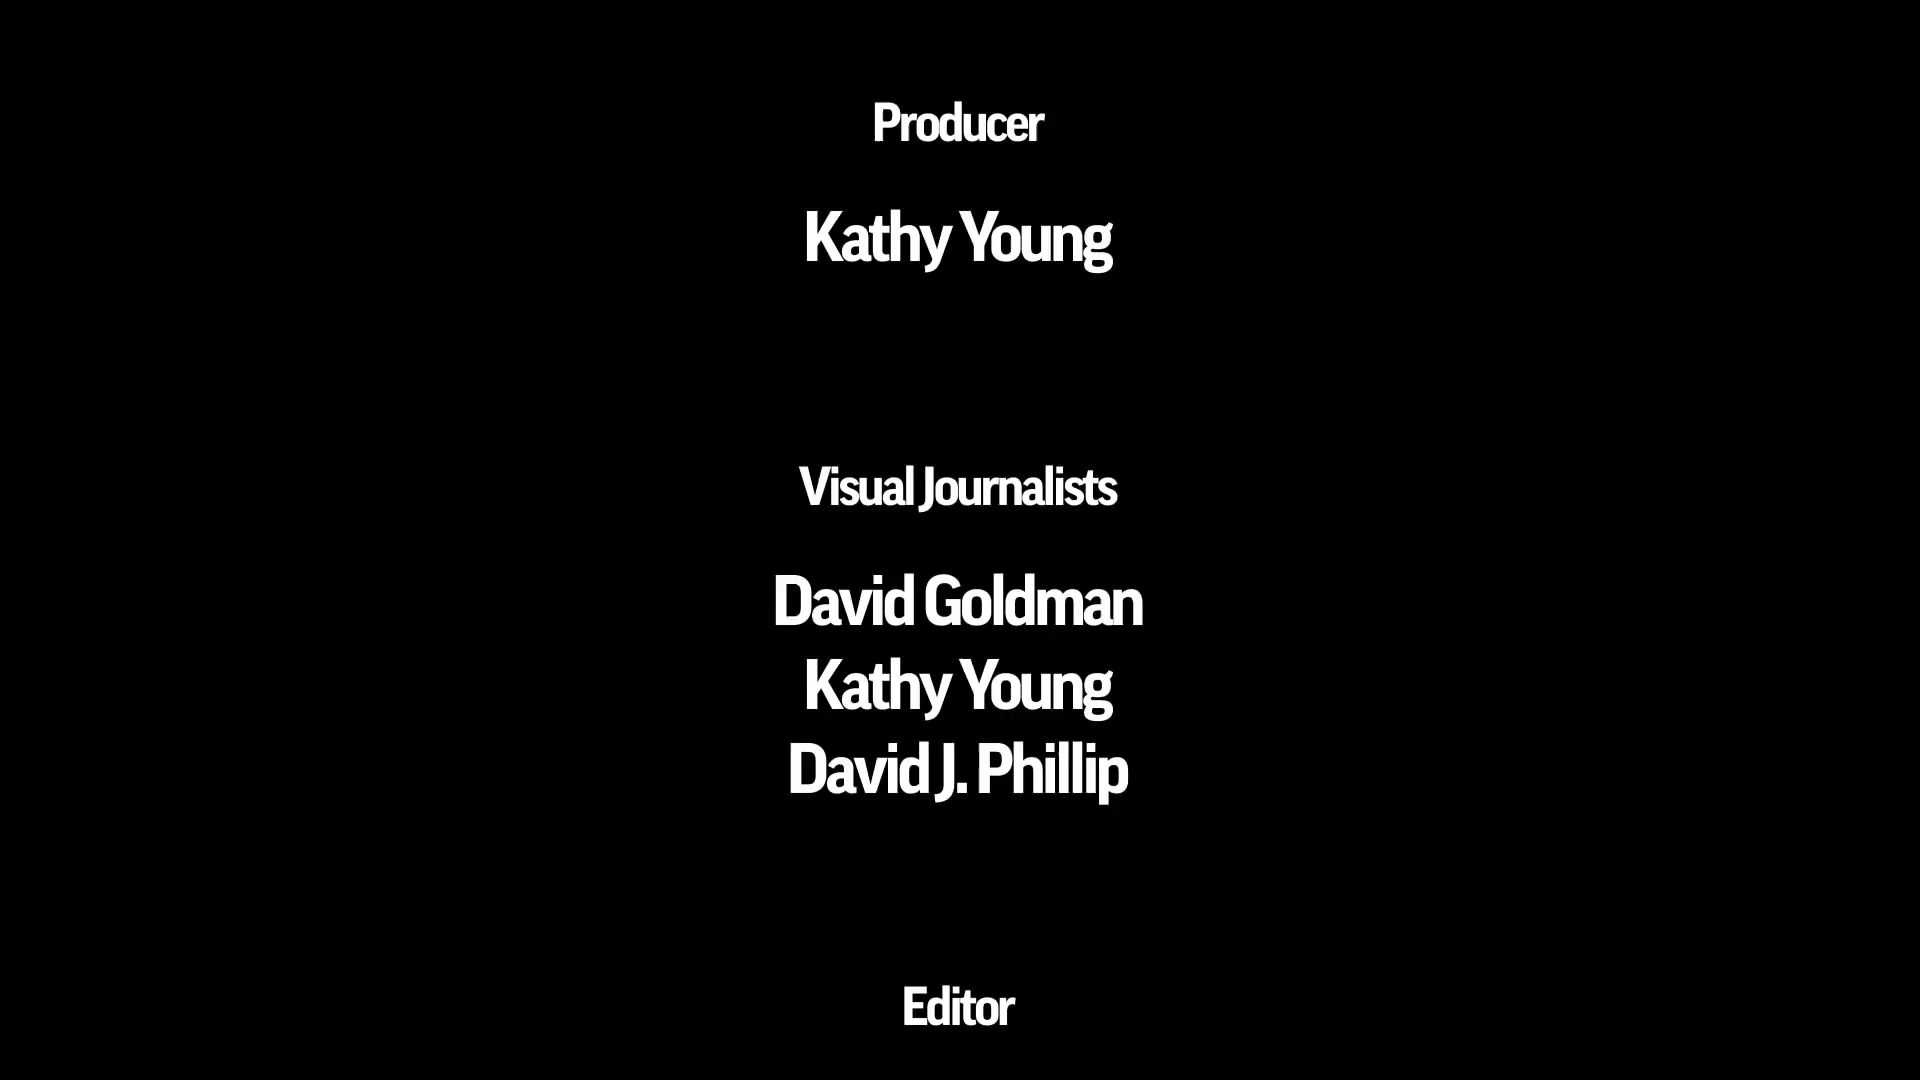 Producer
Kathy Young
Visual Journalists
David Goldman
Kathy Young
David J. Phillip
Editor